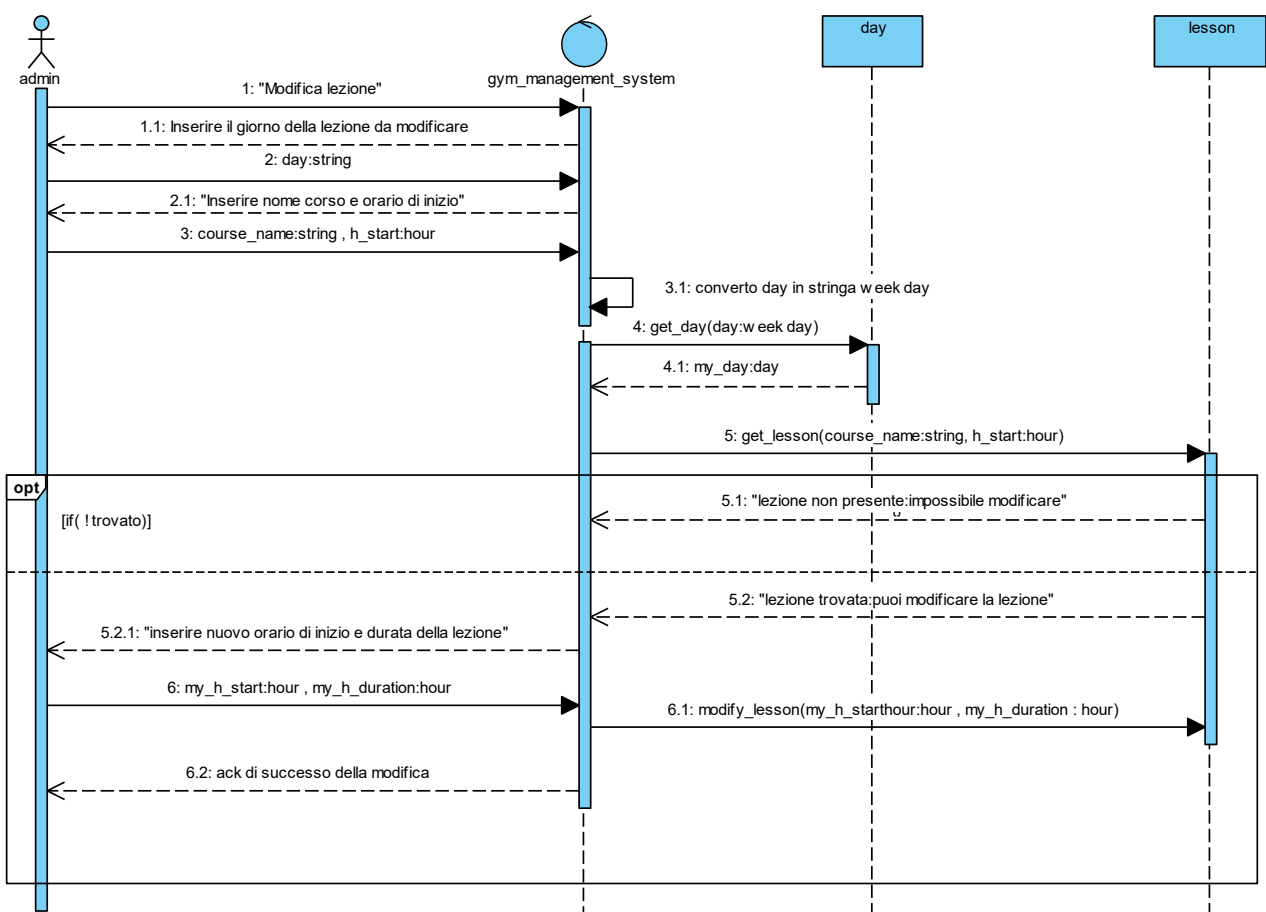 day
lesson
admin
gym_management_system
1: "Modifica lezione"
1.1: Inserire il giorno della lezione da modificare
2: day:string
2.1: "Inserire nome corso e orario di inizio"
3: course_name:string , h_start:hour
3.1: converto day in stringa week day
4: get_day(day:week day)
4.1: my_day:day
5: get_lesson(course_name:string, h_start:hour)
opt
[if( !trovato)]
5.1: "lezione non presente:impossibile modificare"
5.2: "lezione trovata:puoi modificare la lezione"
5.2.1: "inserire nuovo orario di inizio e durata della lezione"
6: my_h_start:hour , my_h_duration:hour
6.1: modify_lesson(my_h_starthour:hour , my_h_duration : hour)
6.2: ack di successo della modifica